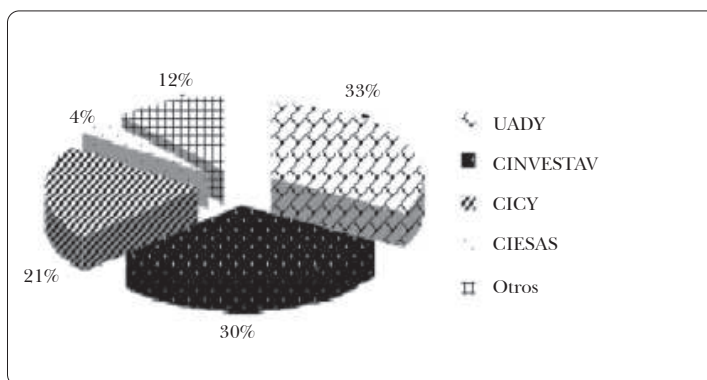 12%
33%
4%
21%
30%
UADY
CINVESTAV
CICY
CIESAS
Otros